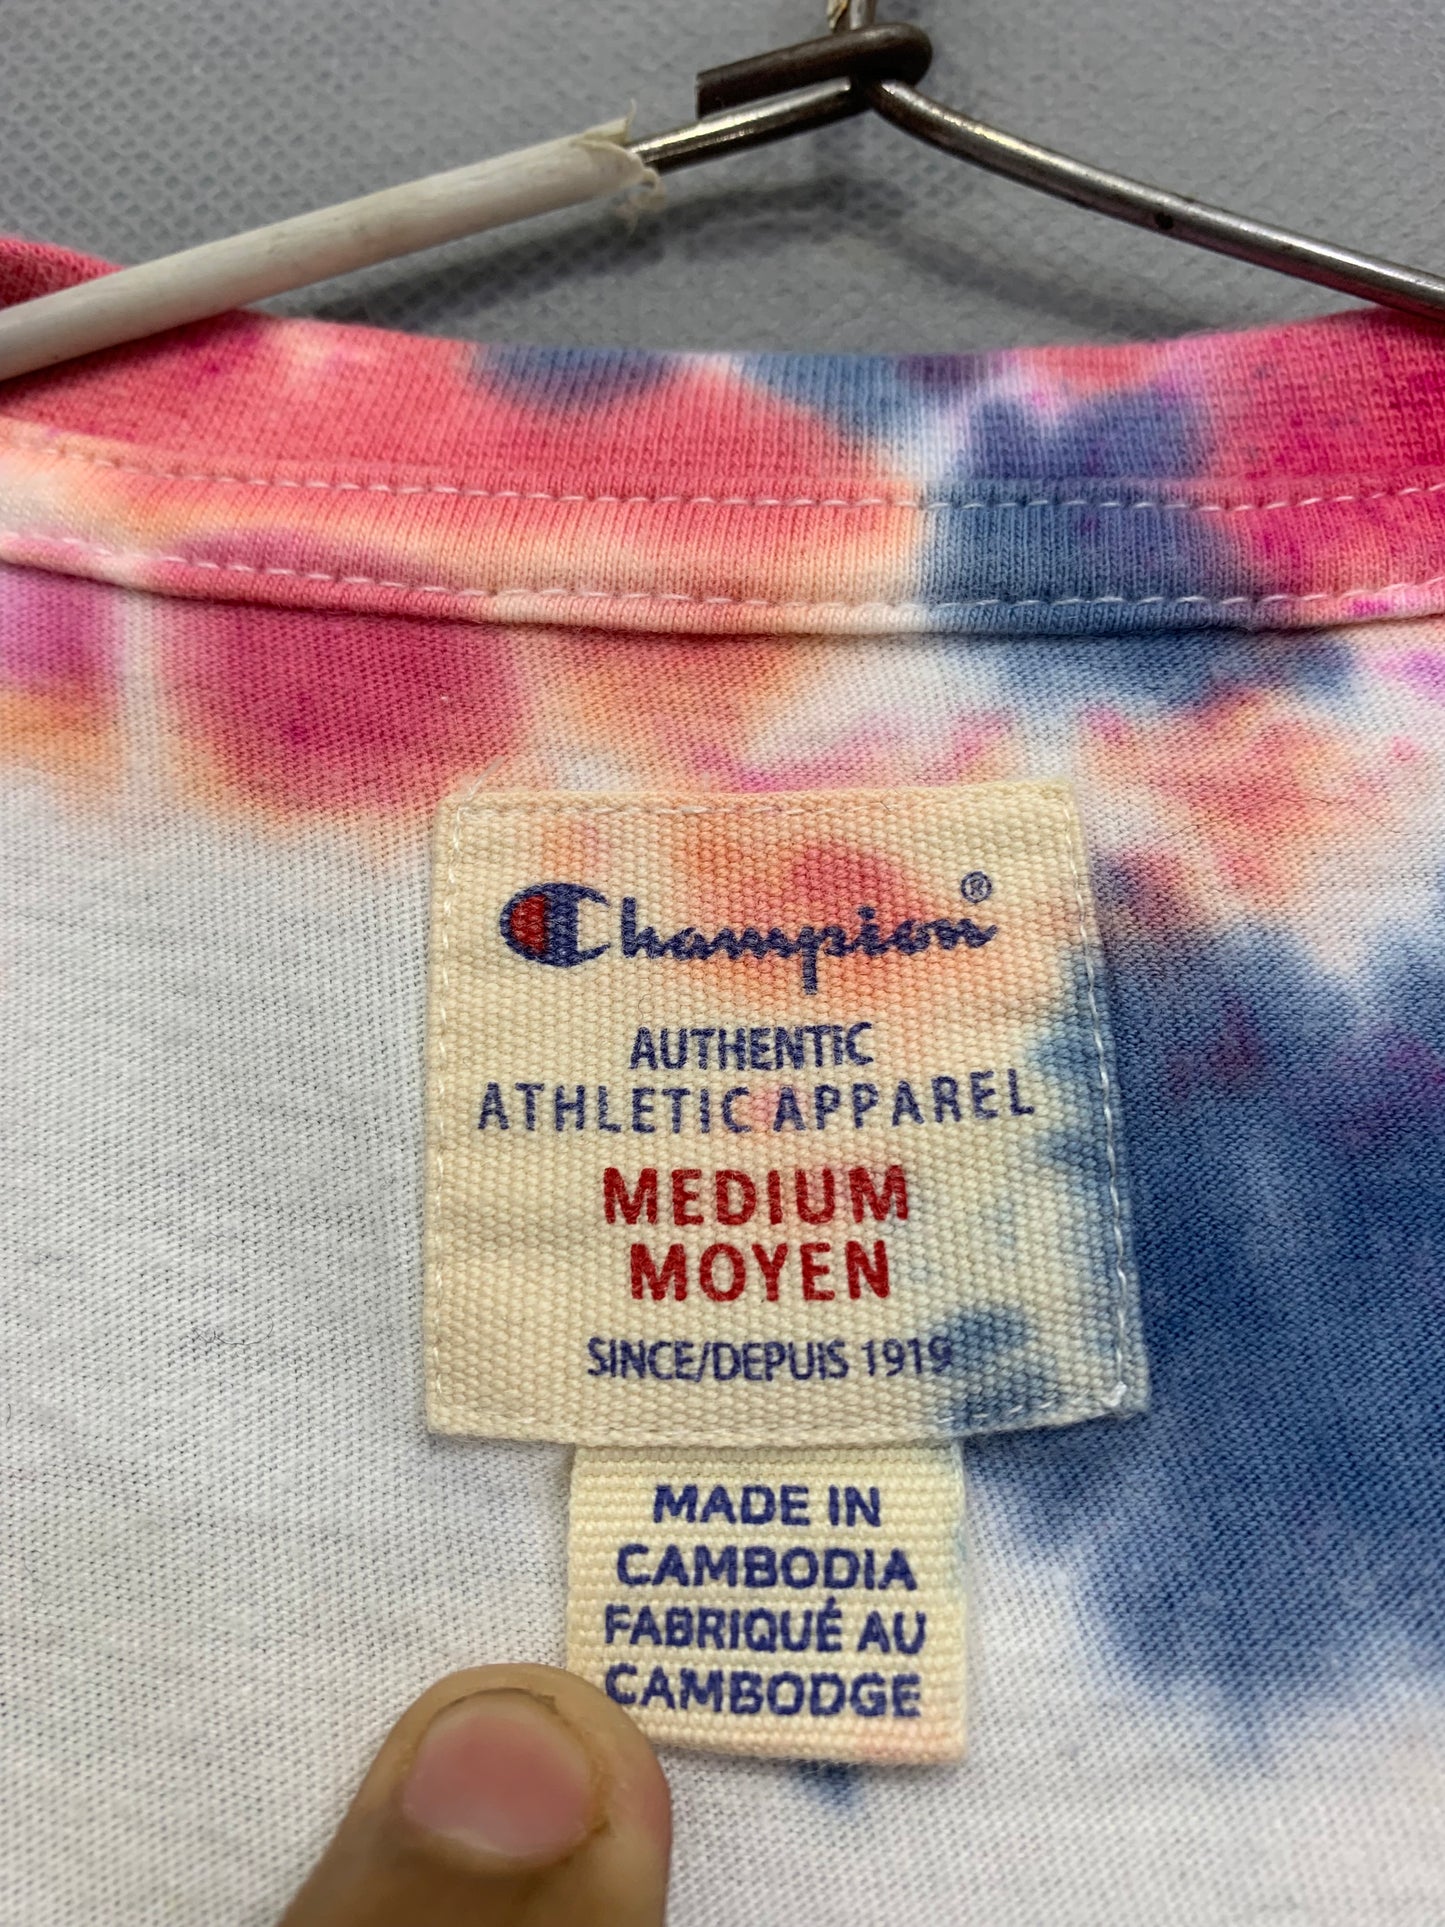 Champion®
AUTHENTIC
ATHLETIC APPAREL
MEDIUM
MOYEN
SINCE/DEPUIS 1919
MADE IN
CAMBODIA
FABRIQUÉ AU
CAMBODGE